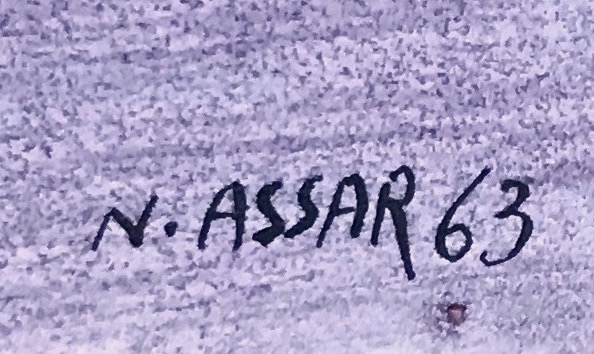 N. ASSAR 63